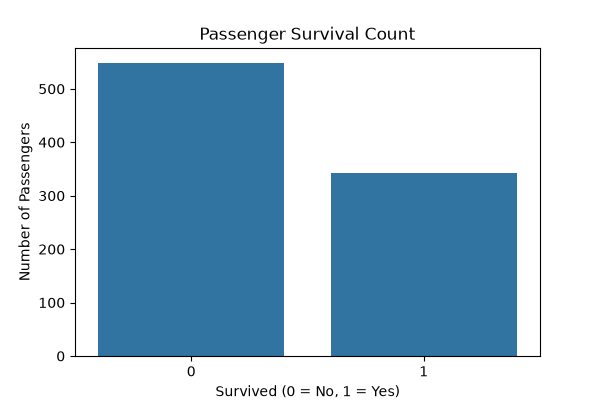 Passenger Survival Count
Number of Passengers
500
400
300
200
100
0
0 1
Survived (0 = No, 1 = Yes)